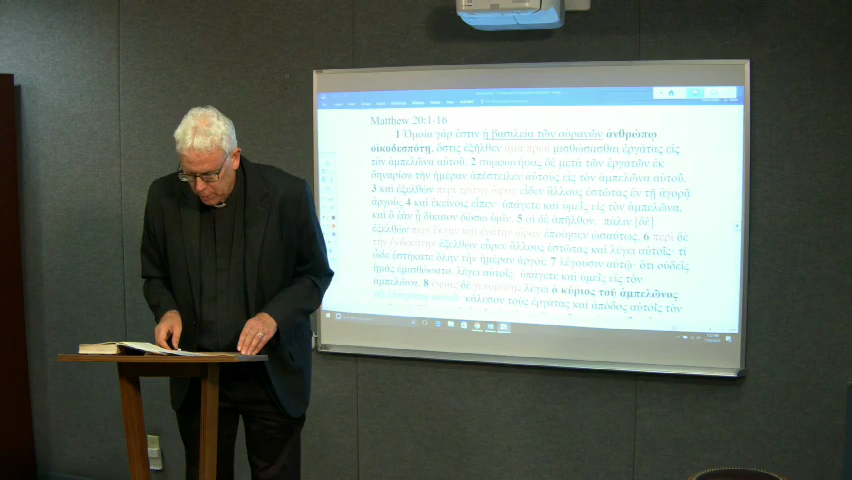 Matthew 20:1-16
1 Ὁμοία γάρ ἐστιν ἡ βασιλεία τῶν οὐρανῶν ἀνθρώπῳ
οἰκοδεσπότῃ, ὅστις ἐξῆλθεν ἅμα πρωῒ μισθώσασθαι ἐργάτας εἰς
τὸν ἀμπελῶνα αὐτοῦ. 2 συμφωνήσας δὲ μετὰ τῶν ἐργατῶν ἐκ
δηναρίου τὴν ἡμέραν ἀπέστειλεν αὐτοὺς εἰς τὸν ἀμπελῶνα αὐτοῦ.
3 καὶ ἐξελθὼν περὶ τρίτην ὥραν εἶδεν ἄλλους ἑστῶτας ἐν τῇ ἀγορᾷ
ἀργούς 4 καὶ ἐκείνοις εἶπεν· ὑπάγετε καὶ ὑμεῖς εἰς τὸν ἀμπελῶνα,
καὶ ὃ ἐὰν ᾖ δίκαιον δώσω ὑμῖν. 5 οἱ δὲ ἀπῆλθον. πάλιν [δὲ]
ἐξελθὼν περὶ ἕκτην καὶ ἐνάτην ὥραν ἐποίησεν ὡσαύτως. 6 περὶ δὲ
τὴν ἑνδεκάτην ἐξελθὼν εὗρεν ἄλλους ἑστῶτας καὶ λέγει αὐτοῖς· τί
ὧδε ἑστήκατε ὅλην τὴν ἡμέραν ἀργοί; 7 λέγουσιν αὐτῷ· ὅτι οὐδεὶς
ἡμᾶς ἐμισθώσατο. λέγει αὐτοῖς· ὑπάγετε καὶ ὑμεῖς εἰς τὸν
ἀμπελῶνα. 8 ὀψίας δὲ γενομένης λέγει ὁ κύριος τοῦ ἀμπελῶνος
κάλεσον τοὺς ἐργάτας καὶ ἀπόδος αὐτοῖς τὸν